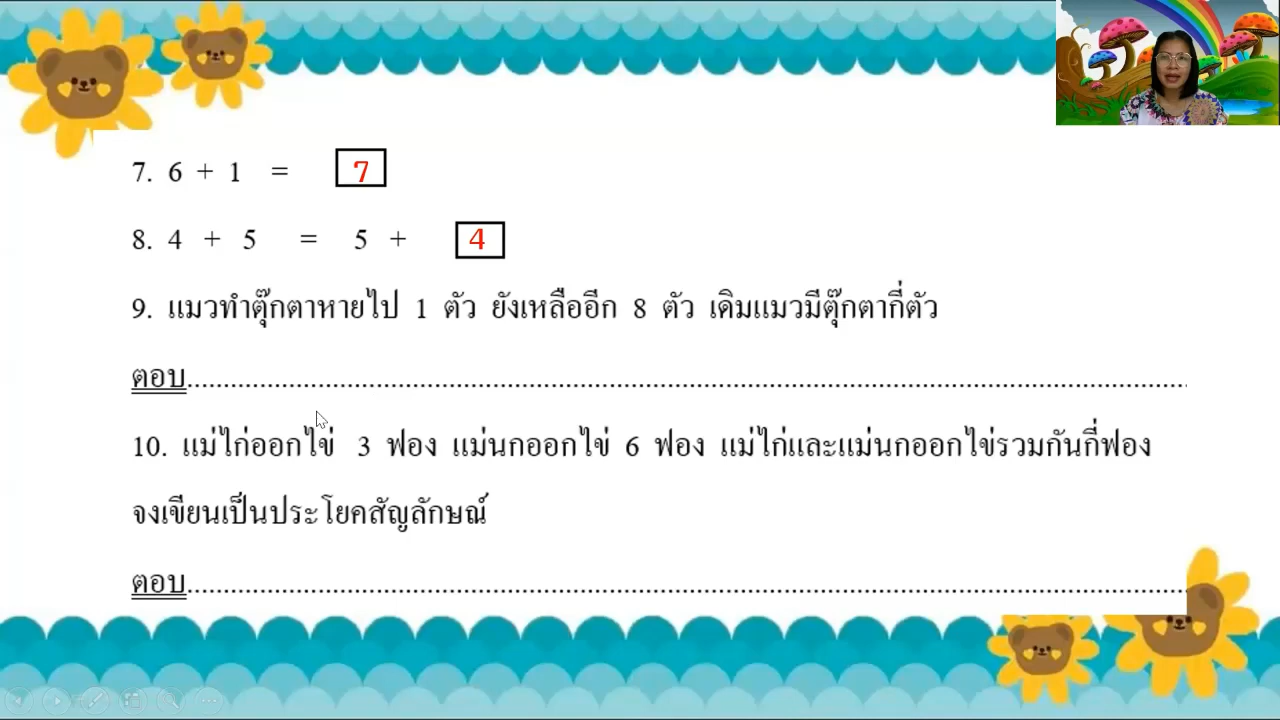 7. 6 + 1 = 7
8. 4 + 5 = 5 + 4
9. แมวทำตุ๊กตาหายไป 1 ตัว ยังเหลืออีก 8 ตัว เดิมแมวมีตุ๊กตากี่ตัว
ตอบ..........................................................................................................................................
10. แม่ไก่ออกไข่ 3 ฟอง แม่นกออกไข่ 6 ฟอง แม่ไก่และแม่นกออกไข่รวมกันกี่ฟอง
จงเขียนเป็นประโยคสัญลักษณ์
ตอบ..........................................................................................................................................